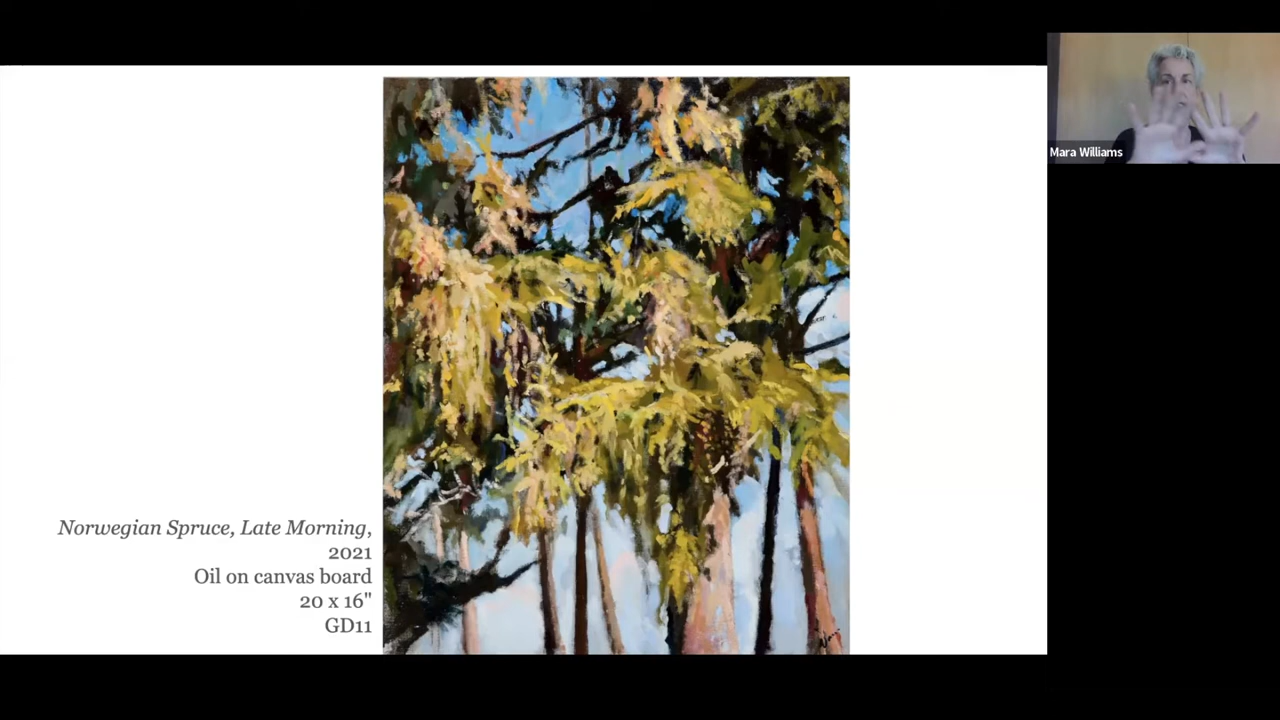 Norwegian Spruce, Late Morning,
2021
Oil on canvas board
20 x 16"
GD11
Mara Williams